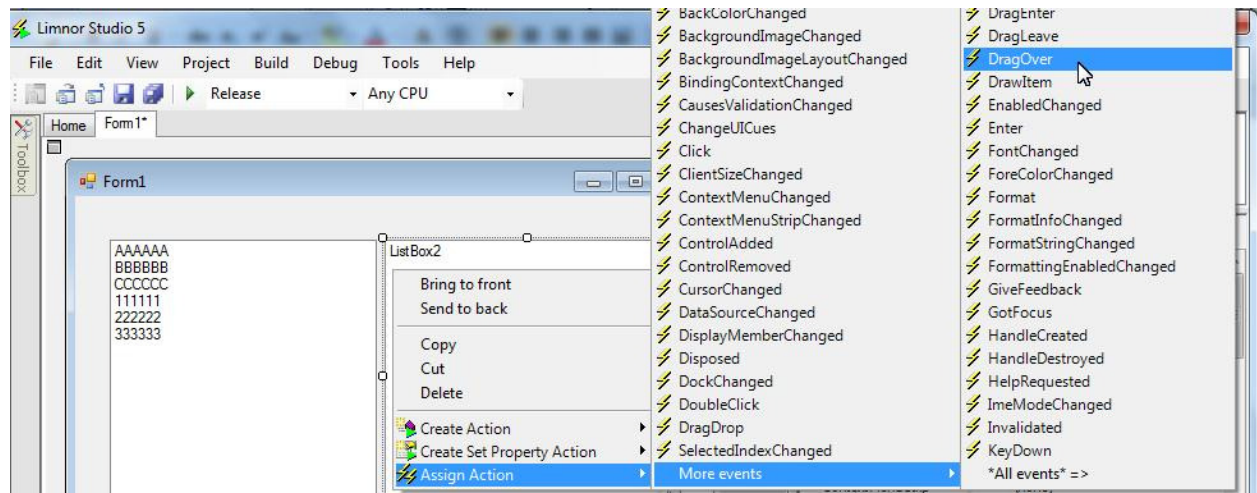 Limnor Studio 5
File Edit View Project Build Debug Tools Help
Release Any CPU
Toolbox
Home Form1*
Form1
AAAAAA
BBBBBB
CCCCCC
111111
222222
333333
ListBox2
Bring to front
Send to back
Copy
Cut
Delete
Create Action
Create Set Property Action
Assign Action
BackColorChanged
BackgroundImageChanged
BackgroundImageLayoutChanged
BindingContextChanged
CausesValidationChanged
ChangeUICues
Click
ClientSizeChanged
ContextMenuChanged
ContextMenuStripChanged
ControlAdded
ControlRemoved
CursorChanged
DataSourceChanged
DisplayMemberChanged
Disposed
DockChanged
DoubleClick
DragDrop
SelectedIndexChanged
More events
DragEnter
DragLeave
DragOver
DrawItem
EnabledChanged
Enter
FontChanged
ForeColorChanged
Format
FormatInfoChanged
FormatStringChanged
FormattingEnabledChanged
GiveFeedback
GotFocus
HandleCreated
HandleDestroyed
HelpRequested
ImeModeChanged
Invalidated
KeyDown
*All events* =>